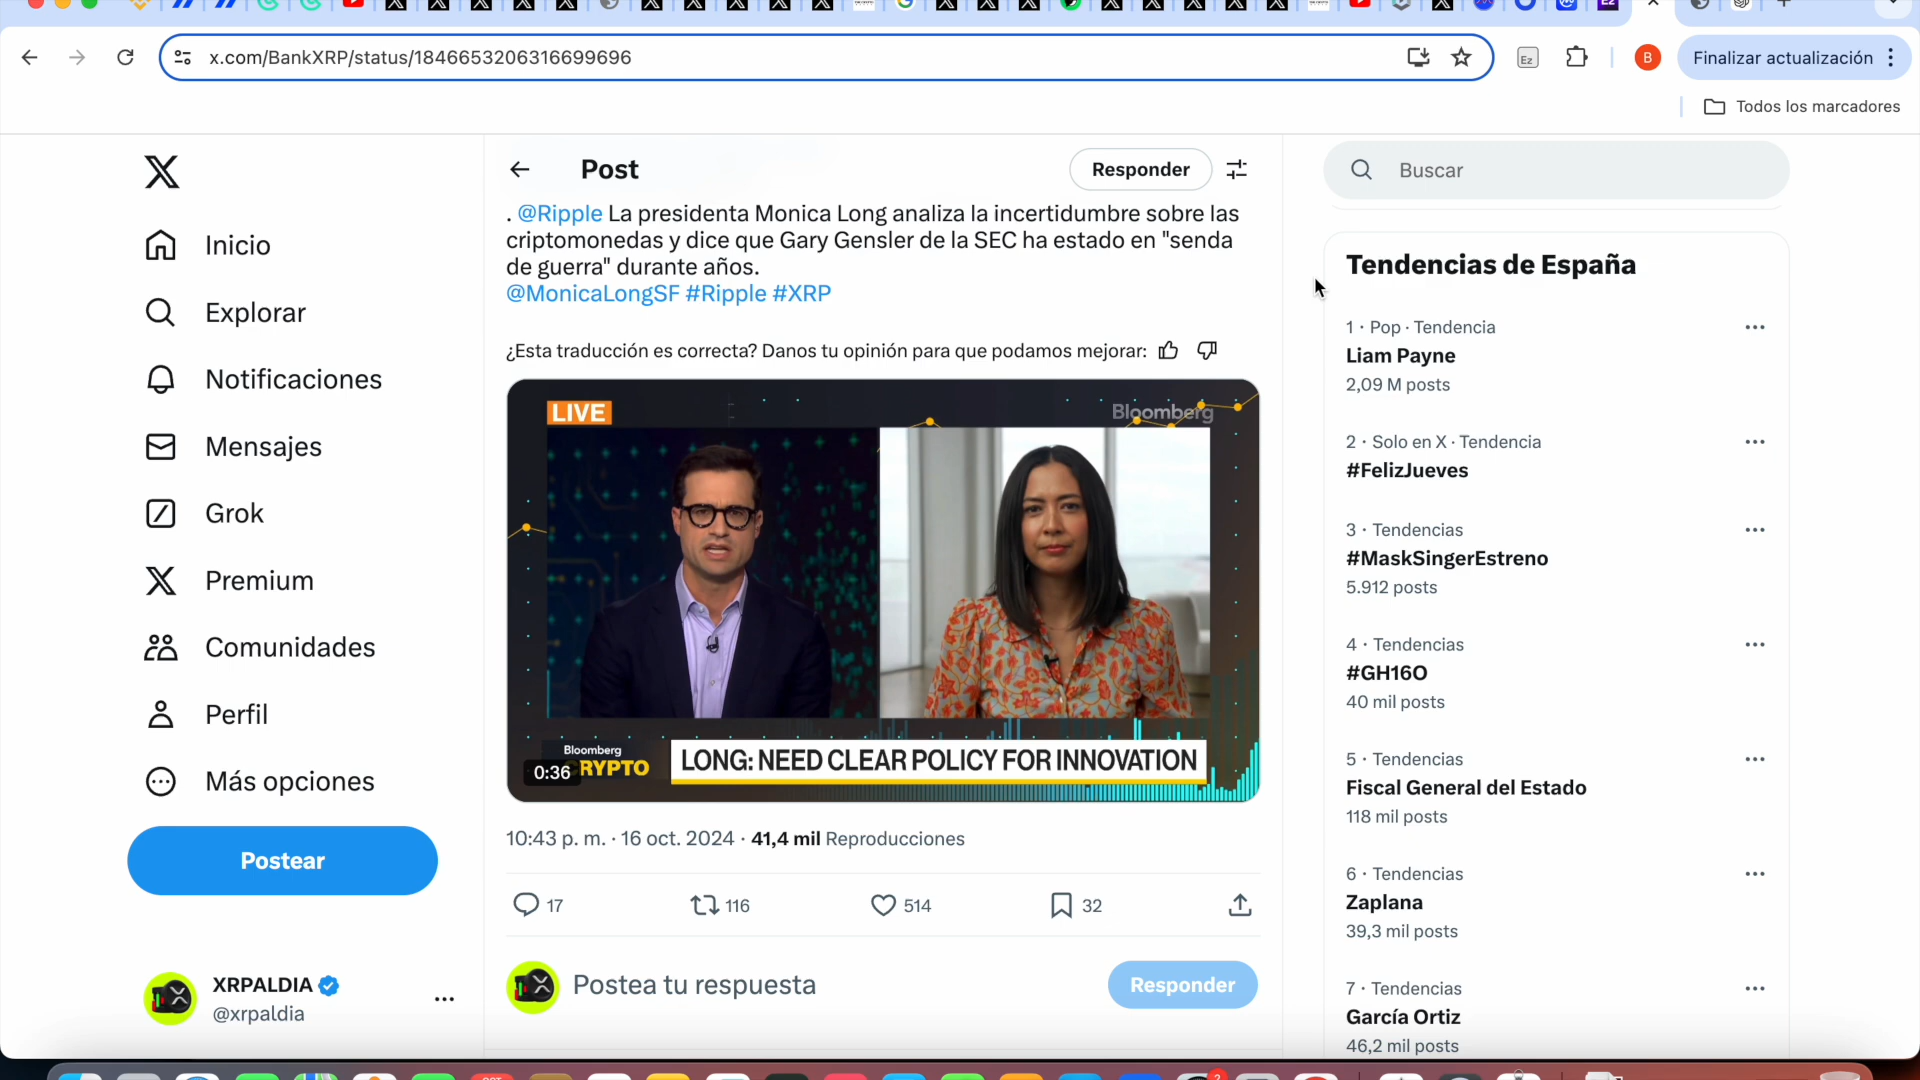 x.com/BankXRP/status/1846653206316699696
Ez
B
Finalizar actualización
Todos los marcadores
Inicio
Explorar
Notificaciones
Mensajes
Grok
Premium
Comunidades
Perfil
Más opciones
Postear
XRPALDIA
@xrpaldia
Post
Responder
. @Ripple La presidenta Monica Long analiza la incertidumbre sobre las
criptomonedas y dice que Gary Gensler de la SEC ha estado en "senda
de guerra" durante años.
@MonicaLongSF #Ripple #XRP
¿Esta traducción es correcta? Danos tu opinión para que podamos mejorar:
LIVE
Bloomberg
Bloomberg
RYPTO
0:36
LONG: NEED CLEAR POLICY FOR INNOVATION
10:43 p. m. · 16 oct. 2024 · 41,4 mil Reproducciones
17
116
514
32
Postea tu respuesta
Responder
Buscar
Tendencias de España
1 · Pop · Tendencia
Liam Payne
2,09 M posts
2 · Solo en X · Tendencia
#FelizJueves
3 · Tendencias
#MaskSingerEstreno
5.912 posts
4 · Tendencias
#GH16O
40 mil posts
5 · Tendencias
Fiscal General del Estado
118 mil posts
6 · Tendencias
Zaplana
39,3 mil posts
7 · Tendencias
García Ortiz
46,2 mil posts